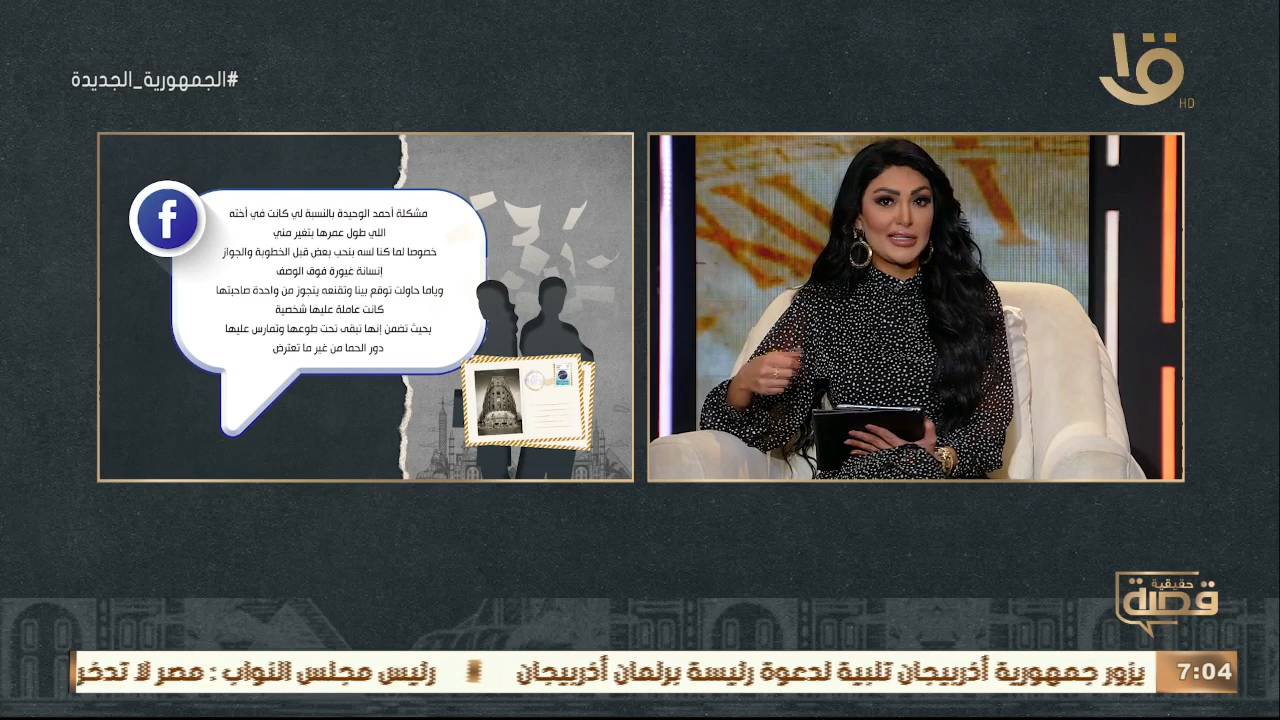 #الجمهورية_الجديدة
HD
f
مشكلة أحمد الوحيدة بالنسبة لي كانت في أخته
اللي طول عمرها بتغير مني
خصوصا لما كنا لسه بنحب بعض قبل الخطوبة والجواز
إنسانة غيورة فوق الوصف
وياما حاولت توقع بينا وتقنعه يتجوز من واحدة صاحبتها
كانت عاملة عليها شخصية
بحيث تضمن إنها تبقى تحت طوعها وتمارس عليها
دور الحما من غير ما تعترض
قصة
حقيقية
7:04
يزور جمهورية أذربيجان تلبية لدعوة رئيسة برلمان أذربيجان
رئيس مجلس النواب : مصر لا تدخر